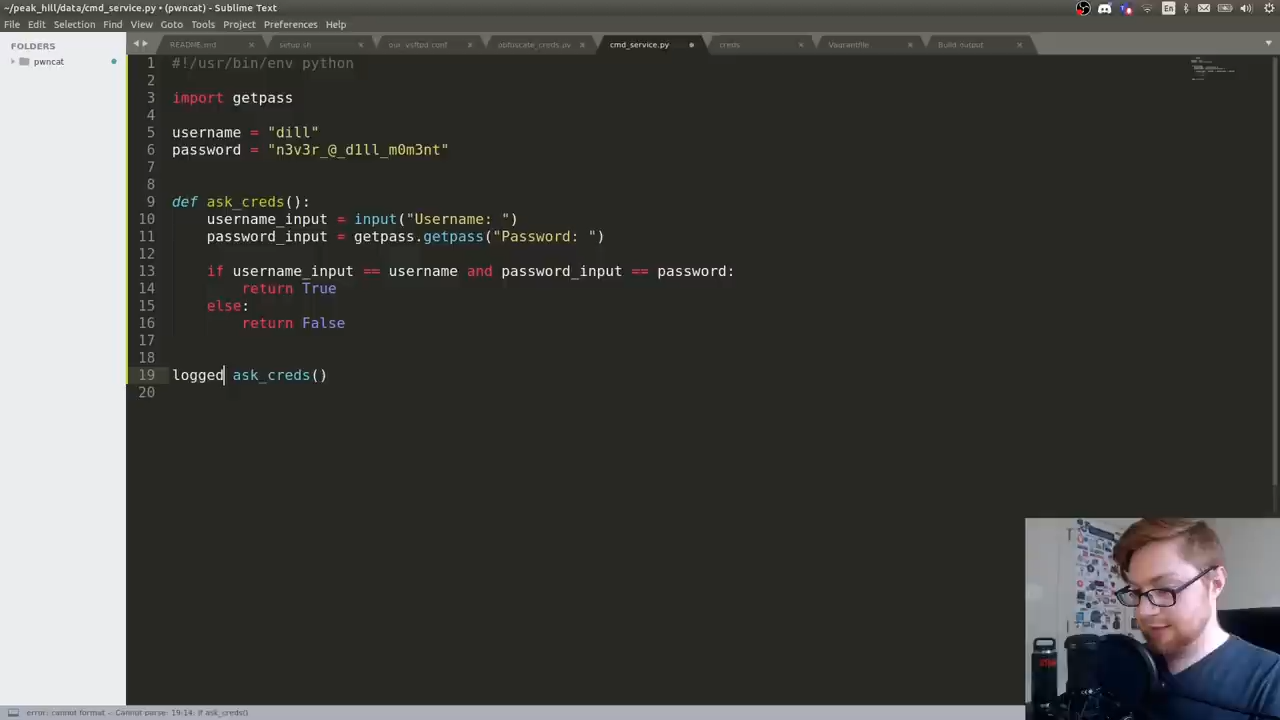 ~/peak_hill/data/cmd_service.py • (pwncat) - Sublime Text
En
File Edit Selection Find View Goto Tools Project Preferences Help
FOLDERS
pwncat
README.md × setup.sh × our_vsftpd.conf × obfuscate_creds.py × cmd_service.py • creds × Vagrantfile × Build output ×
1 #!/usr/bin/env python
2
3 import getpass
4
5 username = "dill"
6 password = "n3v3r_@_d1ll_m0m3nt"
7
8
9 def ask_creds():
10 username_input = input("Username: ")
11 password_input = getpass.getpass("Password: ")
12
13 if username_input == username and password_input == password:
14 return True
15 else:
16 return False
17
18
19 logged ask_creds()
20
error: cannot format -: Cannot parse: 19:14: if ask_creds()